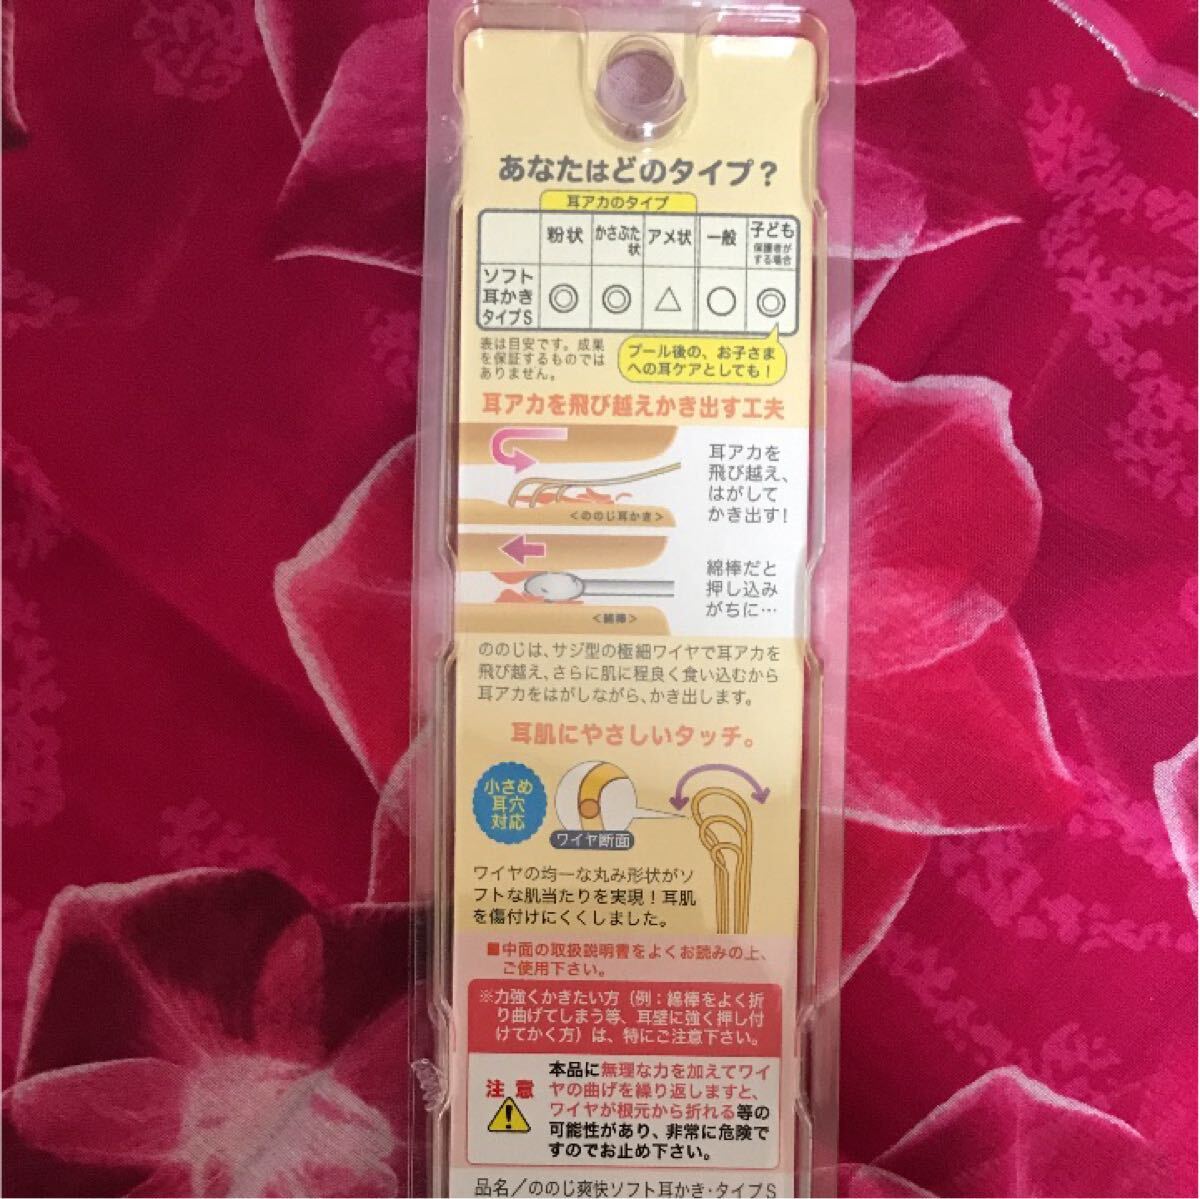 あなたはどのタイプ?
耳アカのタイプ
粉状 かさぶた状 アメ状 一般 子ども
保護者が
する場合
ソフト
耳かき
タイプS
◎ ◎ △ ○ ◎
表は目安です。成果
を保証するものでは
ありません。
プール後の、お子さま
への耳ケアとしても!
耳アカを飛び越えかき出す工夫
耳アカを
飛び越え、
はがして
かき出す!
<ののじ耳かき>
綿棒だと
押し込み
がちに…
<綿棒>
ののじは、サジ型の極細ワイヤで耳アカを
飛び越え、さらに肌に程良く食い込むから
耳アカをはがしながら、かき出します。
耳肌にやさしいタッチ。
小さめ
耳穴
対応
ワイヤ断面
ワイヤの均一な丸み形状がソ
フトな肌当たりを実現!耳肌
を傷付けにくくしました。
■中面の取扱説明書をよくお読みの上、
ご使用下さい。
※力強くかきたい方(例:綿棒をよく折
り曲げてしまう等、耳壁に強く押し付
けてかく方)は、特にご注意下さい。
注意
本品に無理な力を加えてワイ
ヤの曲げを繰り返しますと、
ワイヤが根元から折れる等の
可能性があり、非常に危険で
すのでお止め下さい。
品名/ののじ爽快ソフト耳かき・タイプS